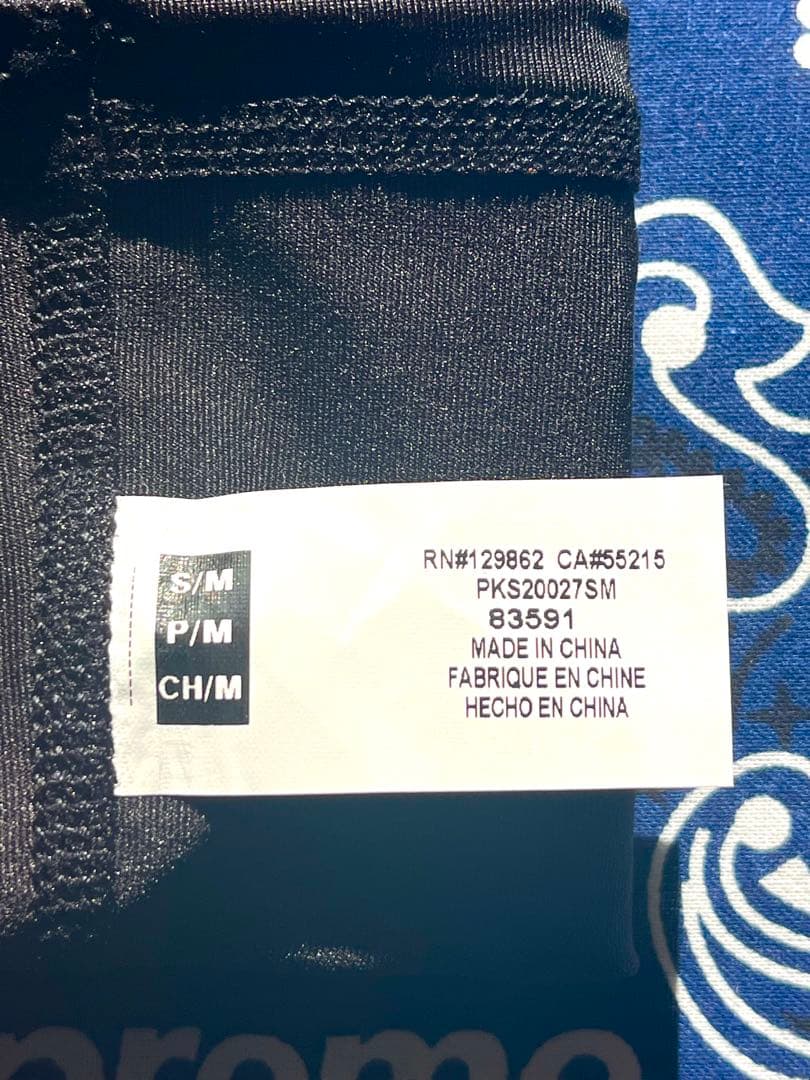 S/M
P/M
CH/M
RN#129862 CA#55215
PKS20027SM
83591
MADE IN CHINA
FABRIQUE EN CHINE
HECHO EN CHINA